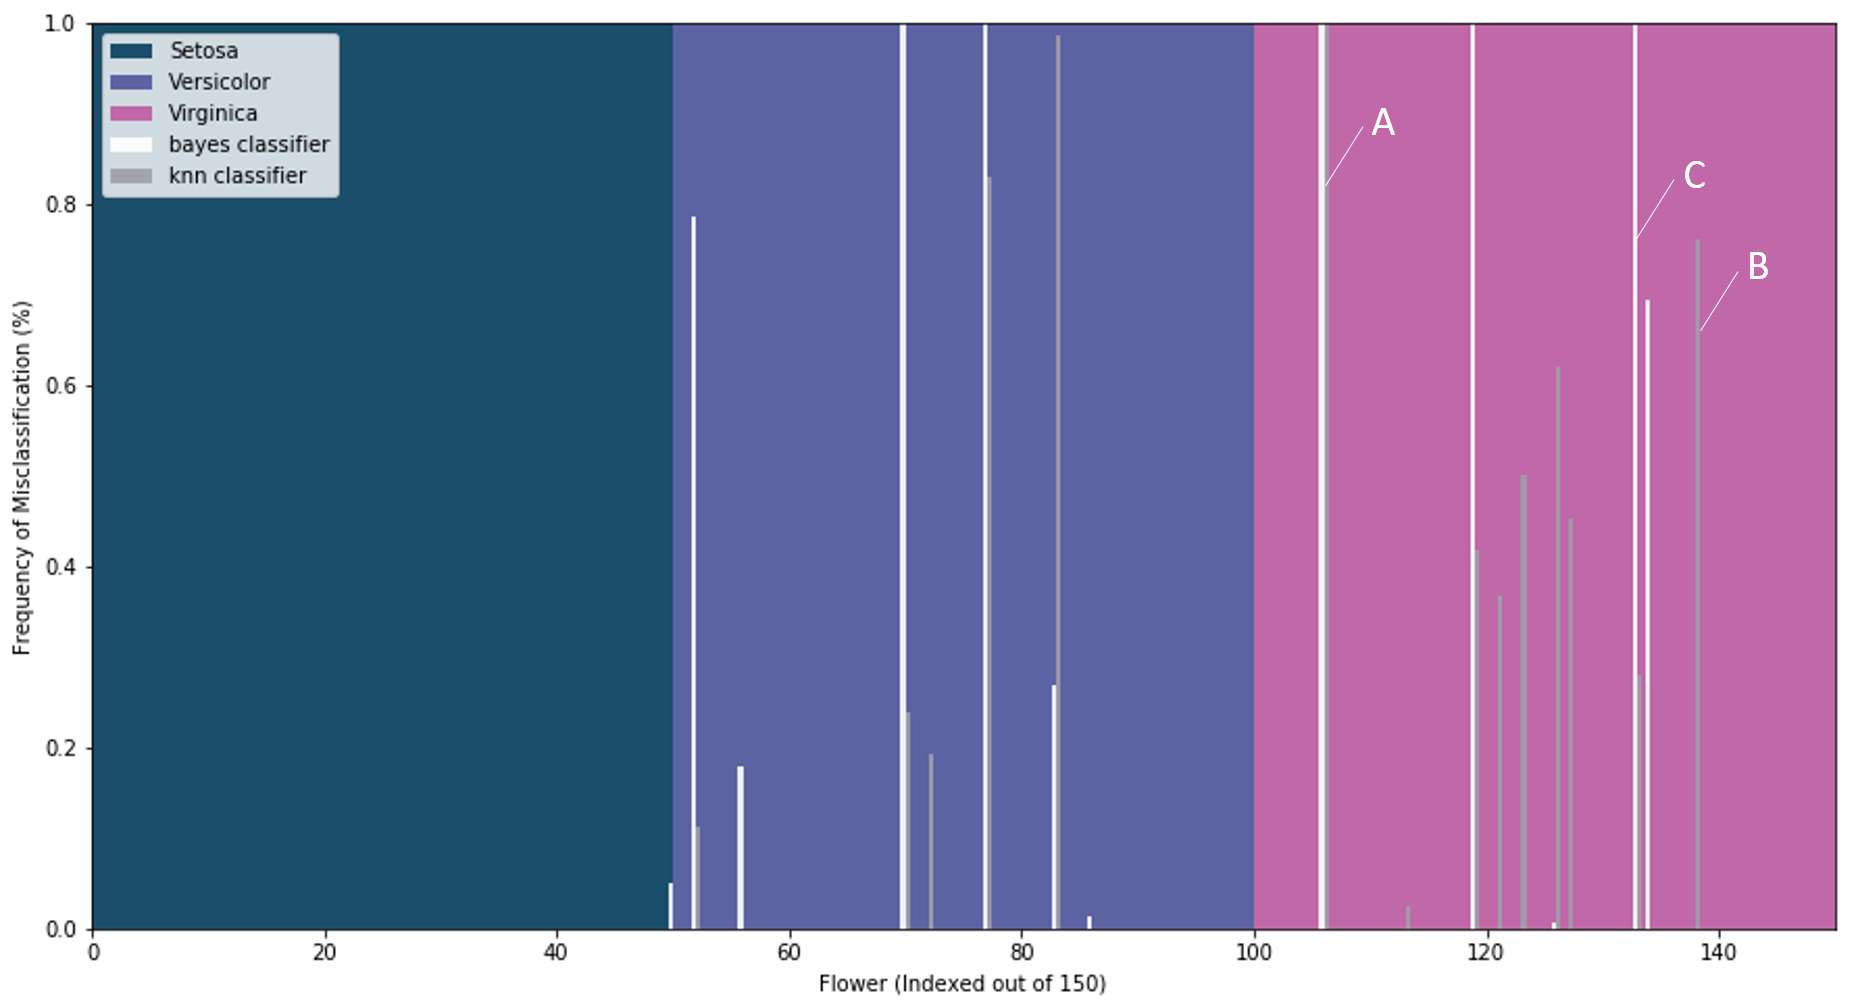 1.0
0.8
0.6
0.4
0.2
0.0
Frequency of Misclassification (%)
Setosa
Versicolor
Virginica
bayes classifier
knn classifier
A
C
B
0
20
40
60
80
100
120
140
Flower (Indexed out of 150)